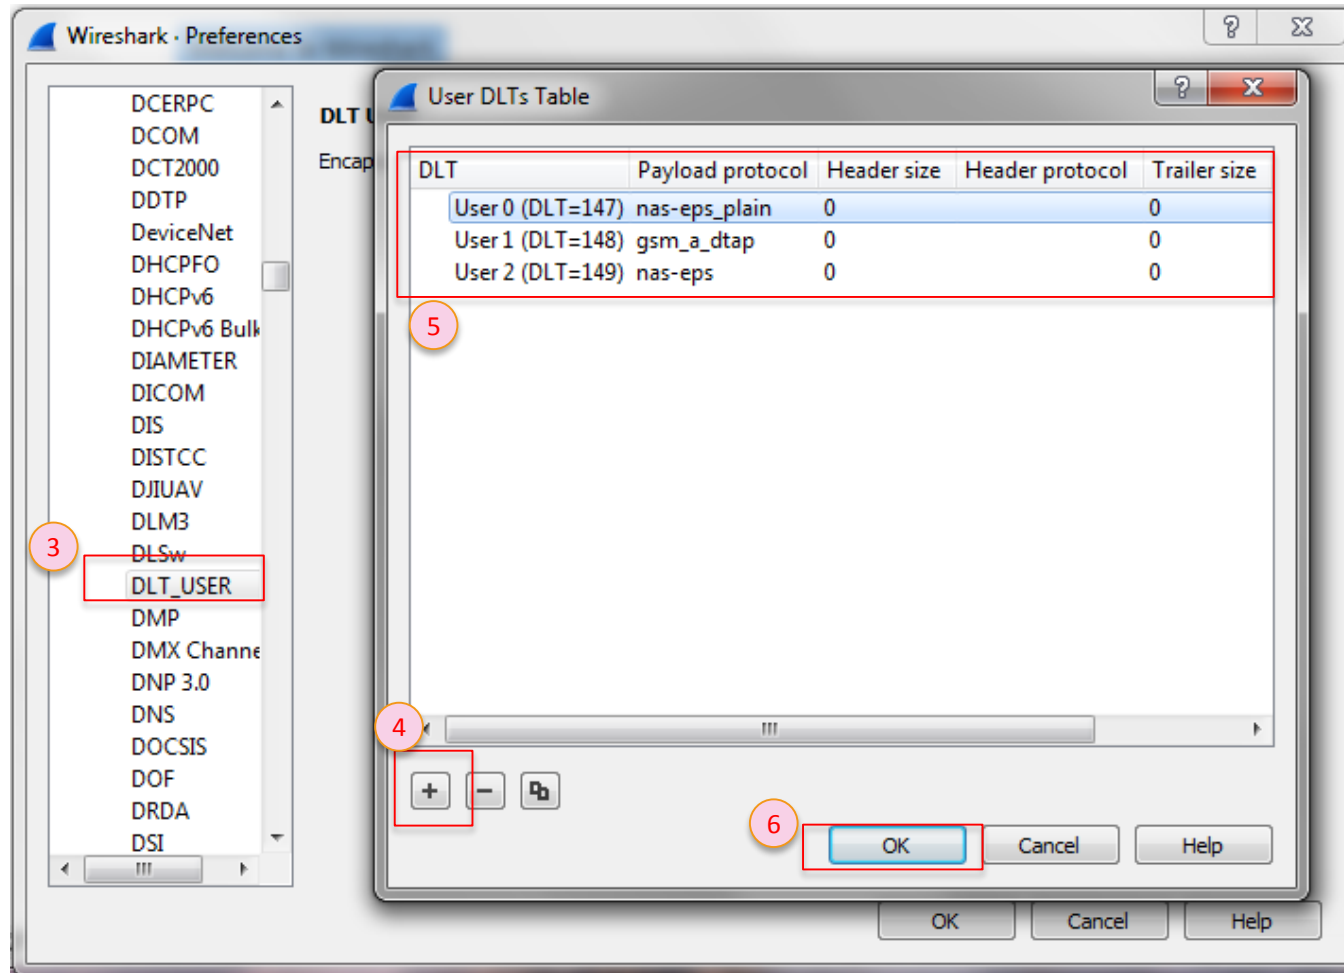 Wireshark · Preferences
DCERPC
DCOM
DCT2000
DDTP
DeviceNet
DHCPFO
DHCPv6
DHCPv6 Bulk
DIAMETER
DICOM
DIS
DISTCC
DJIUAV
DLM3
3
DLSw
DLT_USER
DMP
DMX Channe
DNP 3.0
DNS
DOCSIS
DOF
DRDA
DSI
DLT U
Encap
User DLTs Table
DLT Payload protocol Header size Header protocol Trailer size
User 0 (DLT=147) nas-eps_plain 0 0
User 1 (DLT=148) gsm_a_dtap 0 0
User 2 (DLT=149) nas-eps 0 0
5
4
6
OK Cancel Help
OK Cancel Help